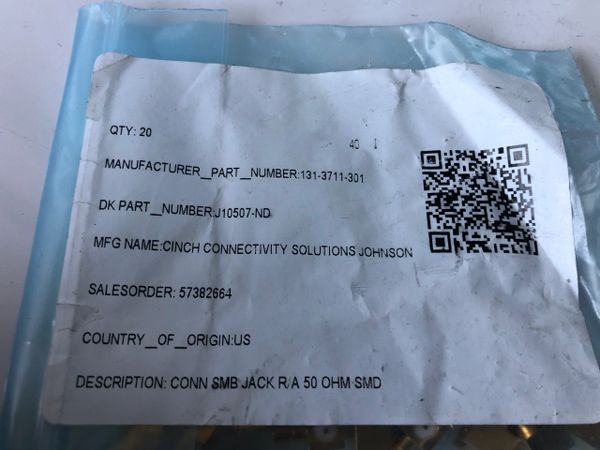 QTY: 20
40 1
MANUFACTURER_PART_NUMBER:131-3711-301
DK PART_NUMBER:J10507-ND
MFG NAME:CINCH CONNECTIVITY SOLUTIONS JOHNSON
SALESORDER: 57382664
COUNTRY_OF_ORIGIN:US
DESCRIPTION: CONN SMB JACK R/A 50 OHM SMD